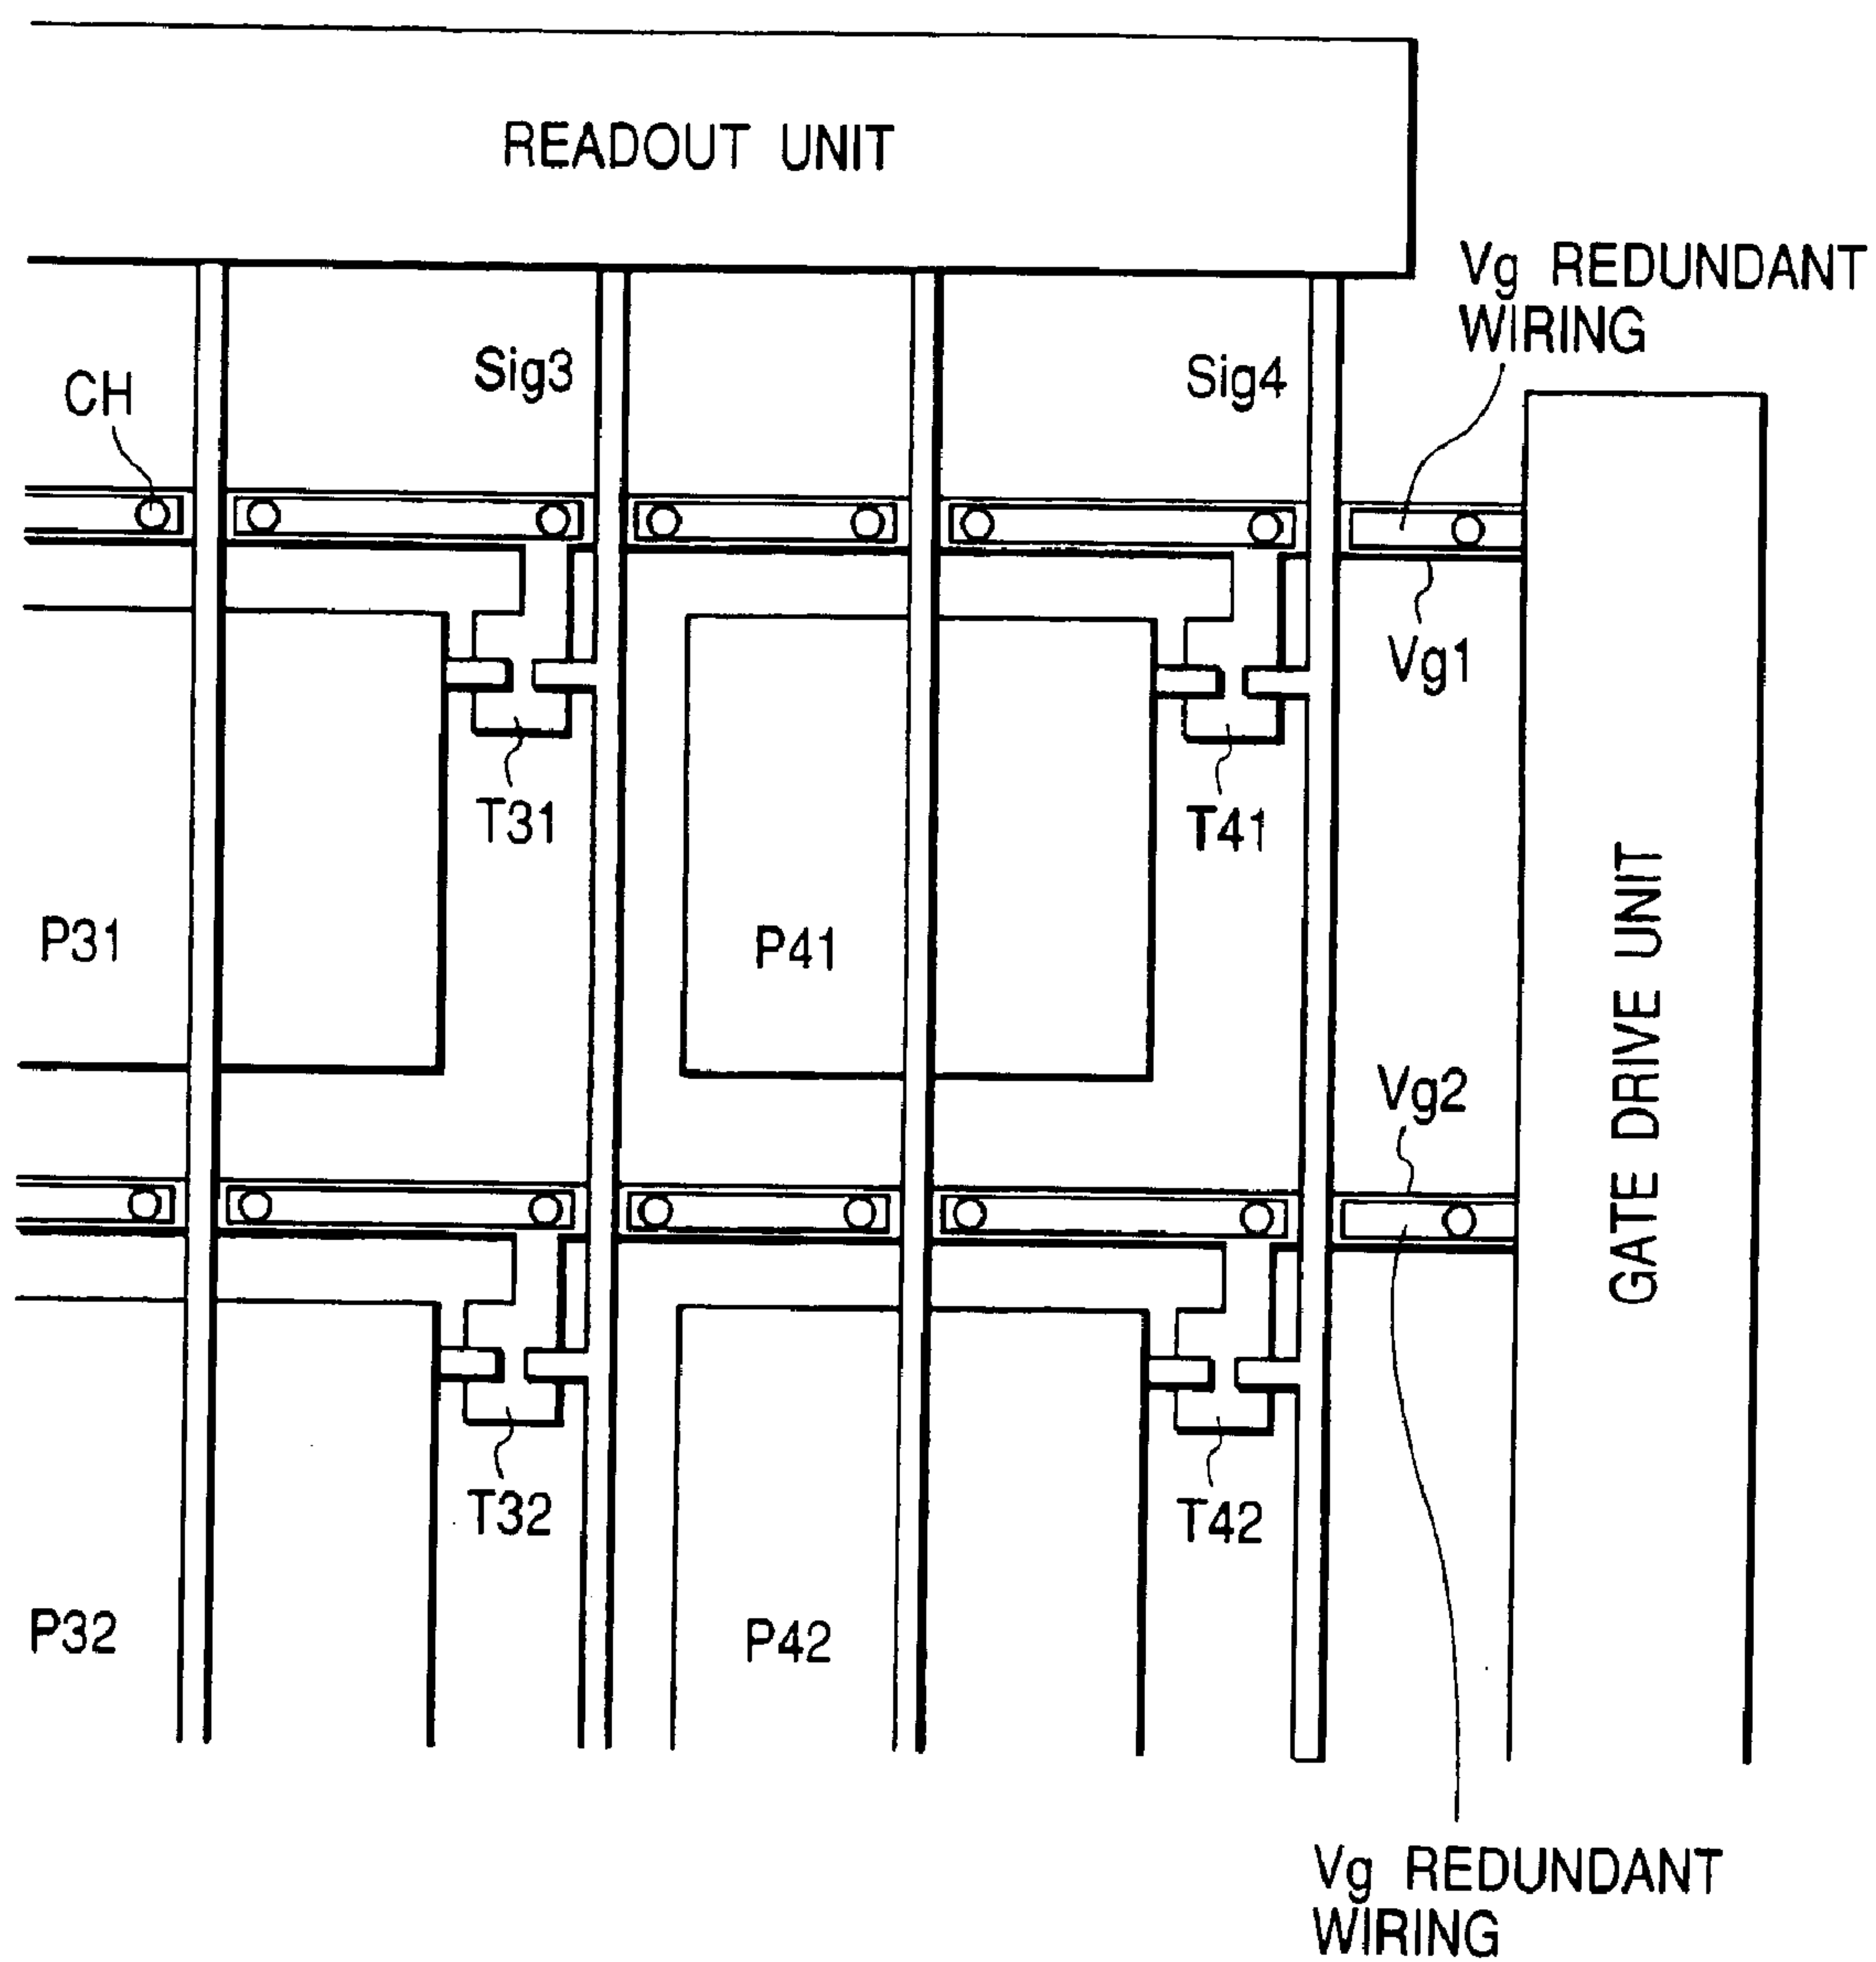 READOUT UNIT
Vg REDUNDANT
WIRING
Sig3
Sig4
CH
Vg1
T31
T41
P31
P41
GATE DRIVE UNIT
Vg2
T32
T42
P32
P42
Vg REDUNDANT
WIRING